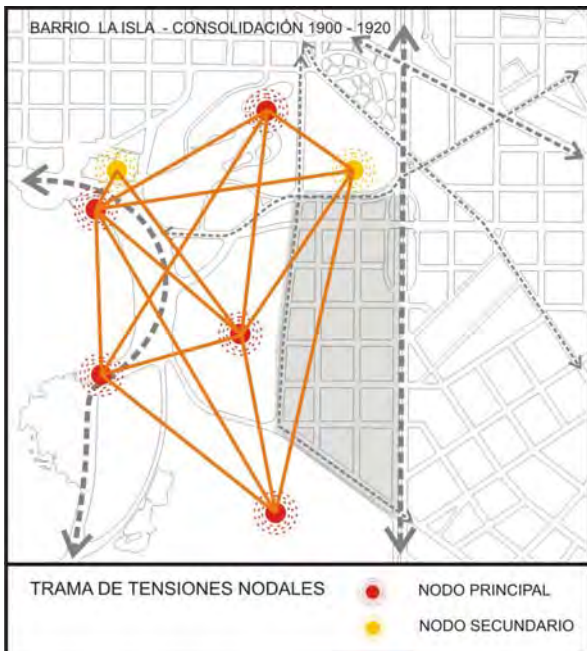 BARRIO LA ISLA - CONSOLIDACIÓN 1900 - 1920
TRAMA DE TENSIONES NODALES
NODO PRINCIPAL
NODO SECUNDARIO